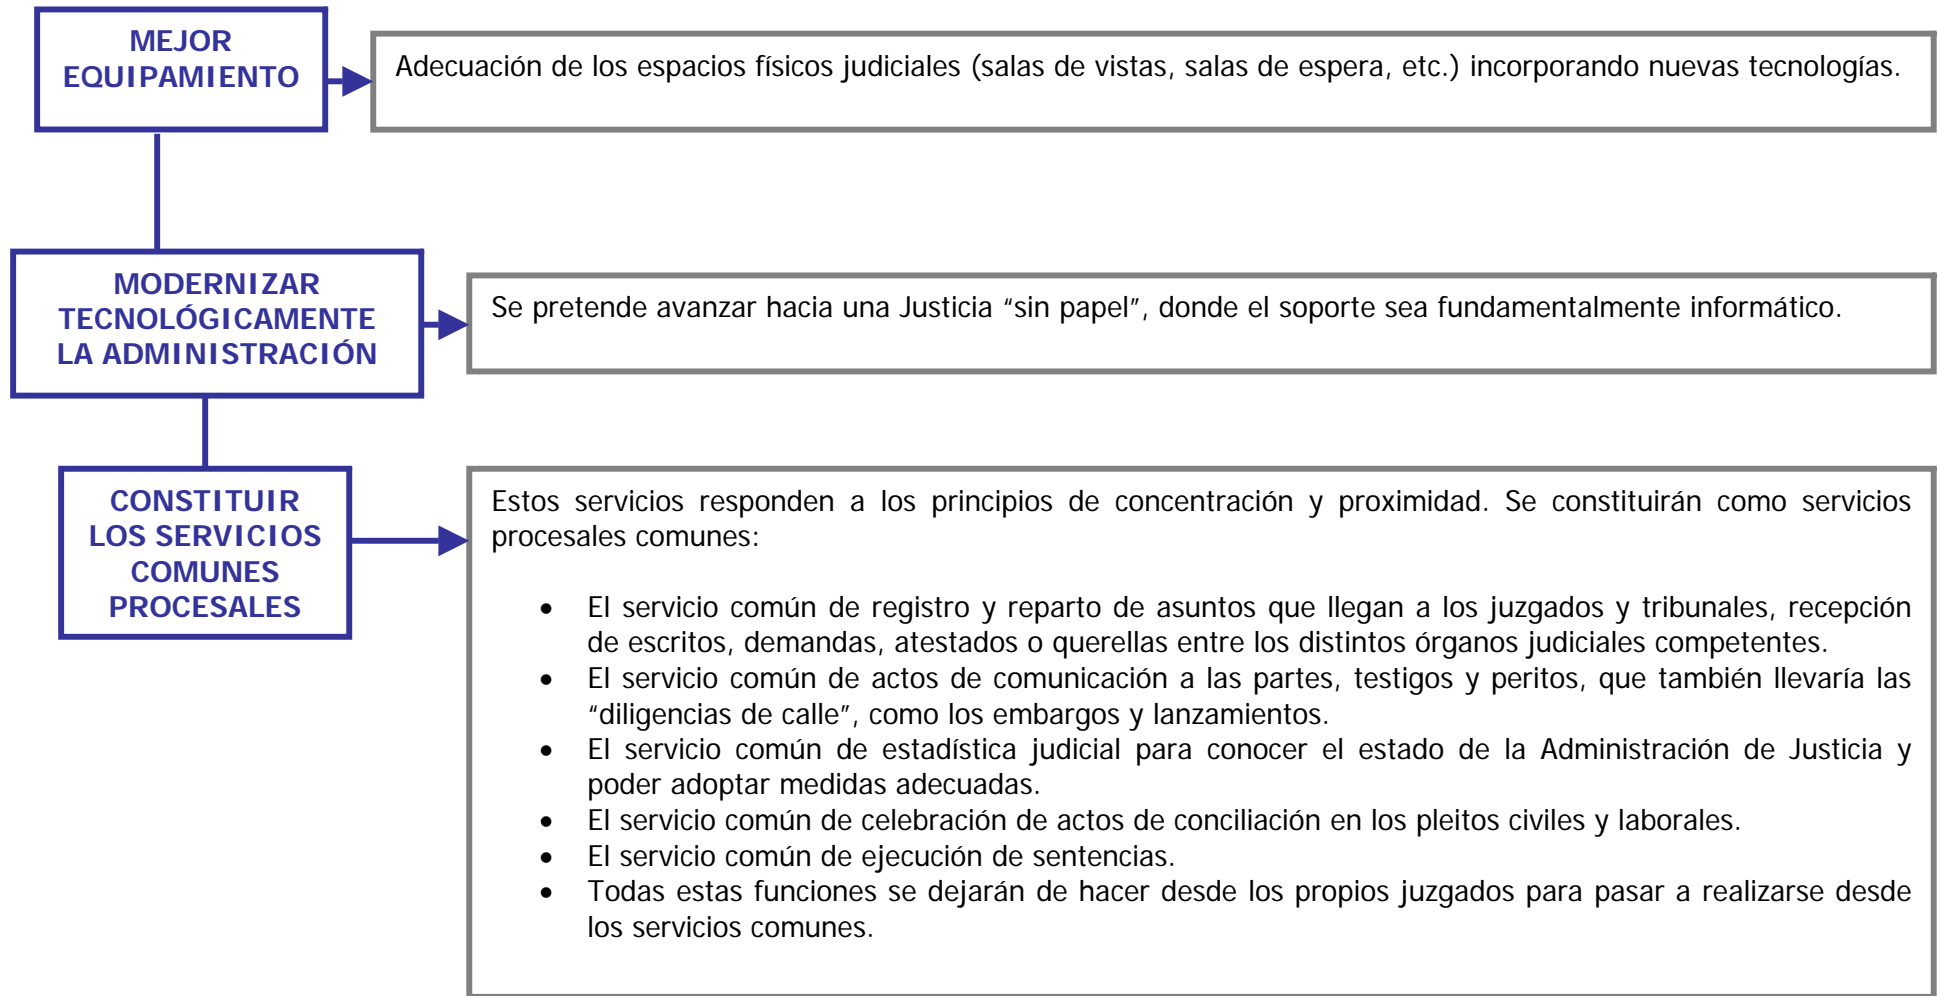 MEJOR
EQUIPAMIENTO
Adecuación de los espacios físicos judiciales (salas de vistas, salas de espera, etc.) incorporando nuevas tecnologías.
MODERNIZAR
TECNOLÓGICAMENTE
LA ADMINISTRACIÓN
Se pretende avanzar hacia una Justicia “sin papel”, donde el soporte sea fundamentalmente informático.
CONSTITUIR
LOS SERVICIOS
COMUNES
PROCESALES
Estos servicios responden a los principios de concentración y proximidad. Se constituirán como servicios
procesales comunes:
• El servicio común de registro y reparto de asuntos que llegan a los juzgados y tribunales, recepción
de escritos, demandas, atestados o querellas entre los distintos órganos judiciales competentes.
• El servicio común de actos de comunicación a las partes, testigos y peritos, que también llevaría las
“diligencias de calle”, como los embargos y lanzamientos.
• El servicio común de estadística judicial para conocer el estado de la Administración de Justicia y
poder adoptar medidas adecuadas.
• El servicio común de celebración de actos de conciliación en los pleitos civiles y laborales.
• El servicio común de ejecución de sentencias.
• Todas estas funciones se dejarán de hacer desde los propios juzgados para pasar a realizarse desde
los servicios comunes.